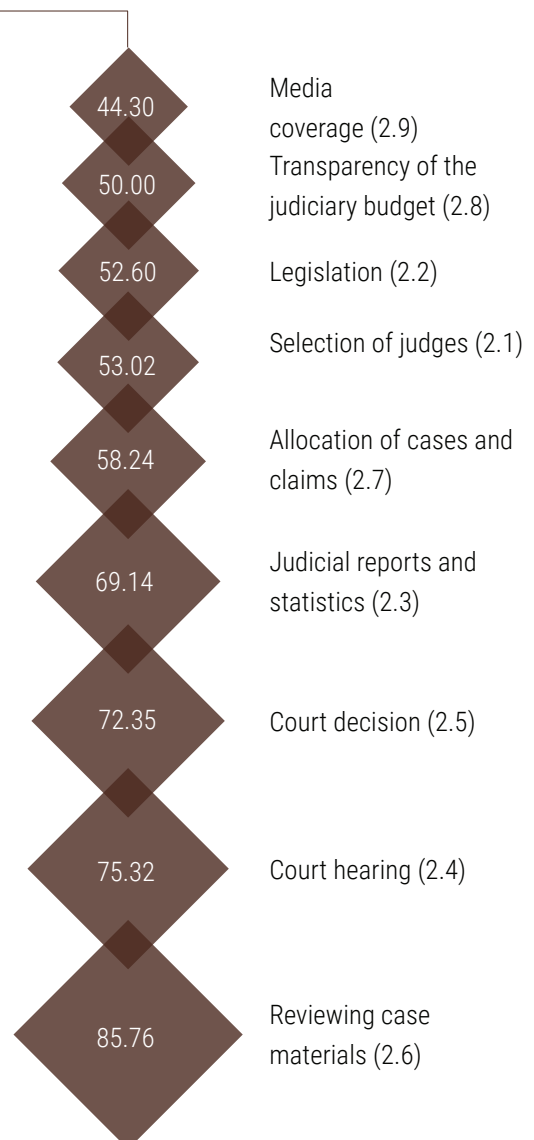 44.30
Media
coverage (2.9)
50.00
Transparency of the
judiciary budget (2.8)
52.60
Legislation (2.2)
53.02
Selection of judges (2.1)
58.24
Allocation of cases and
claims (2.7)
69.14
Judicial reports and
statistics (2.3)
72.35
Court decision (2.5)
75.32
Court hearing (2.4)
85.76
Reviewing case
materials (2.6)